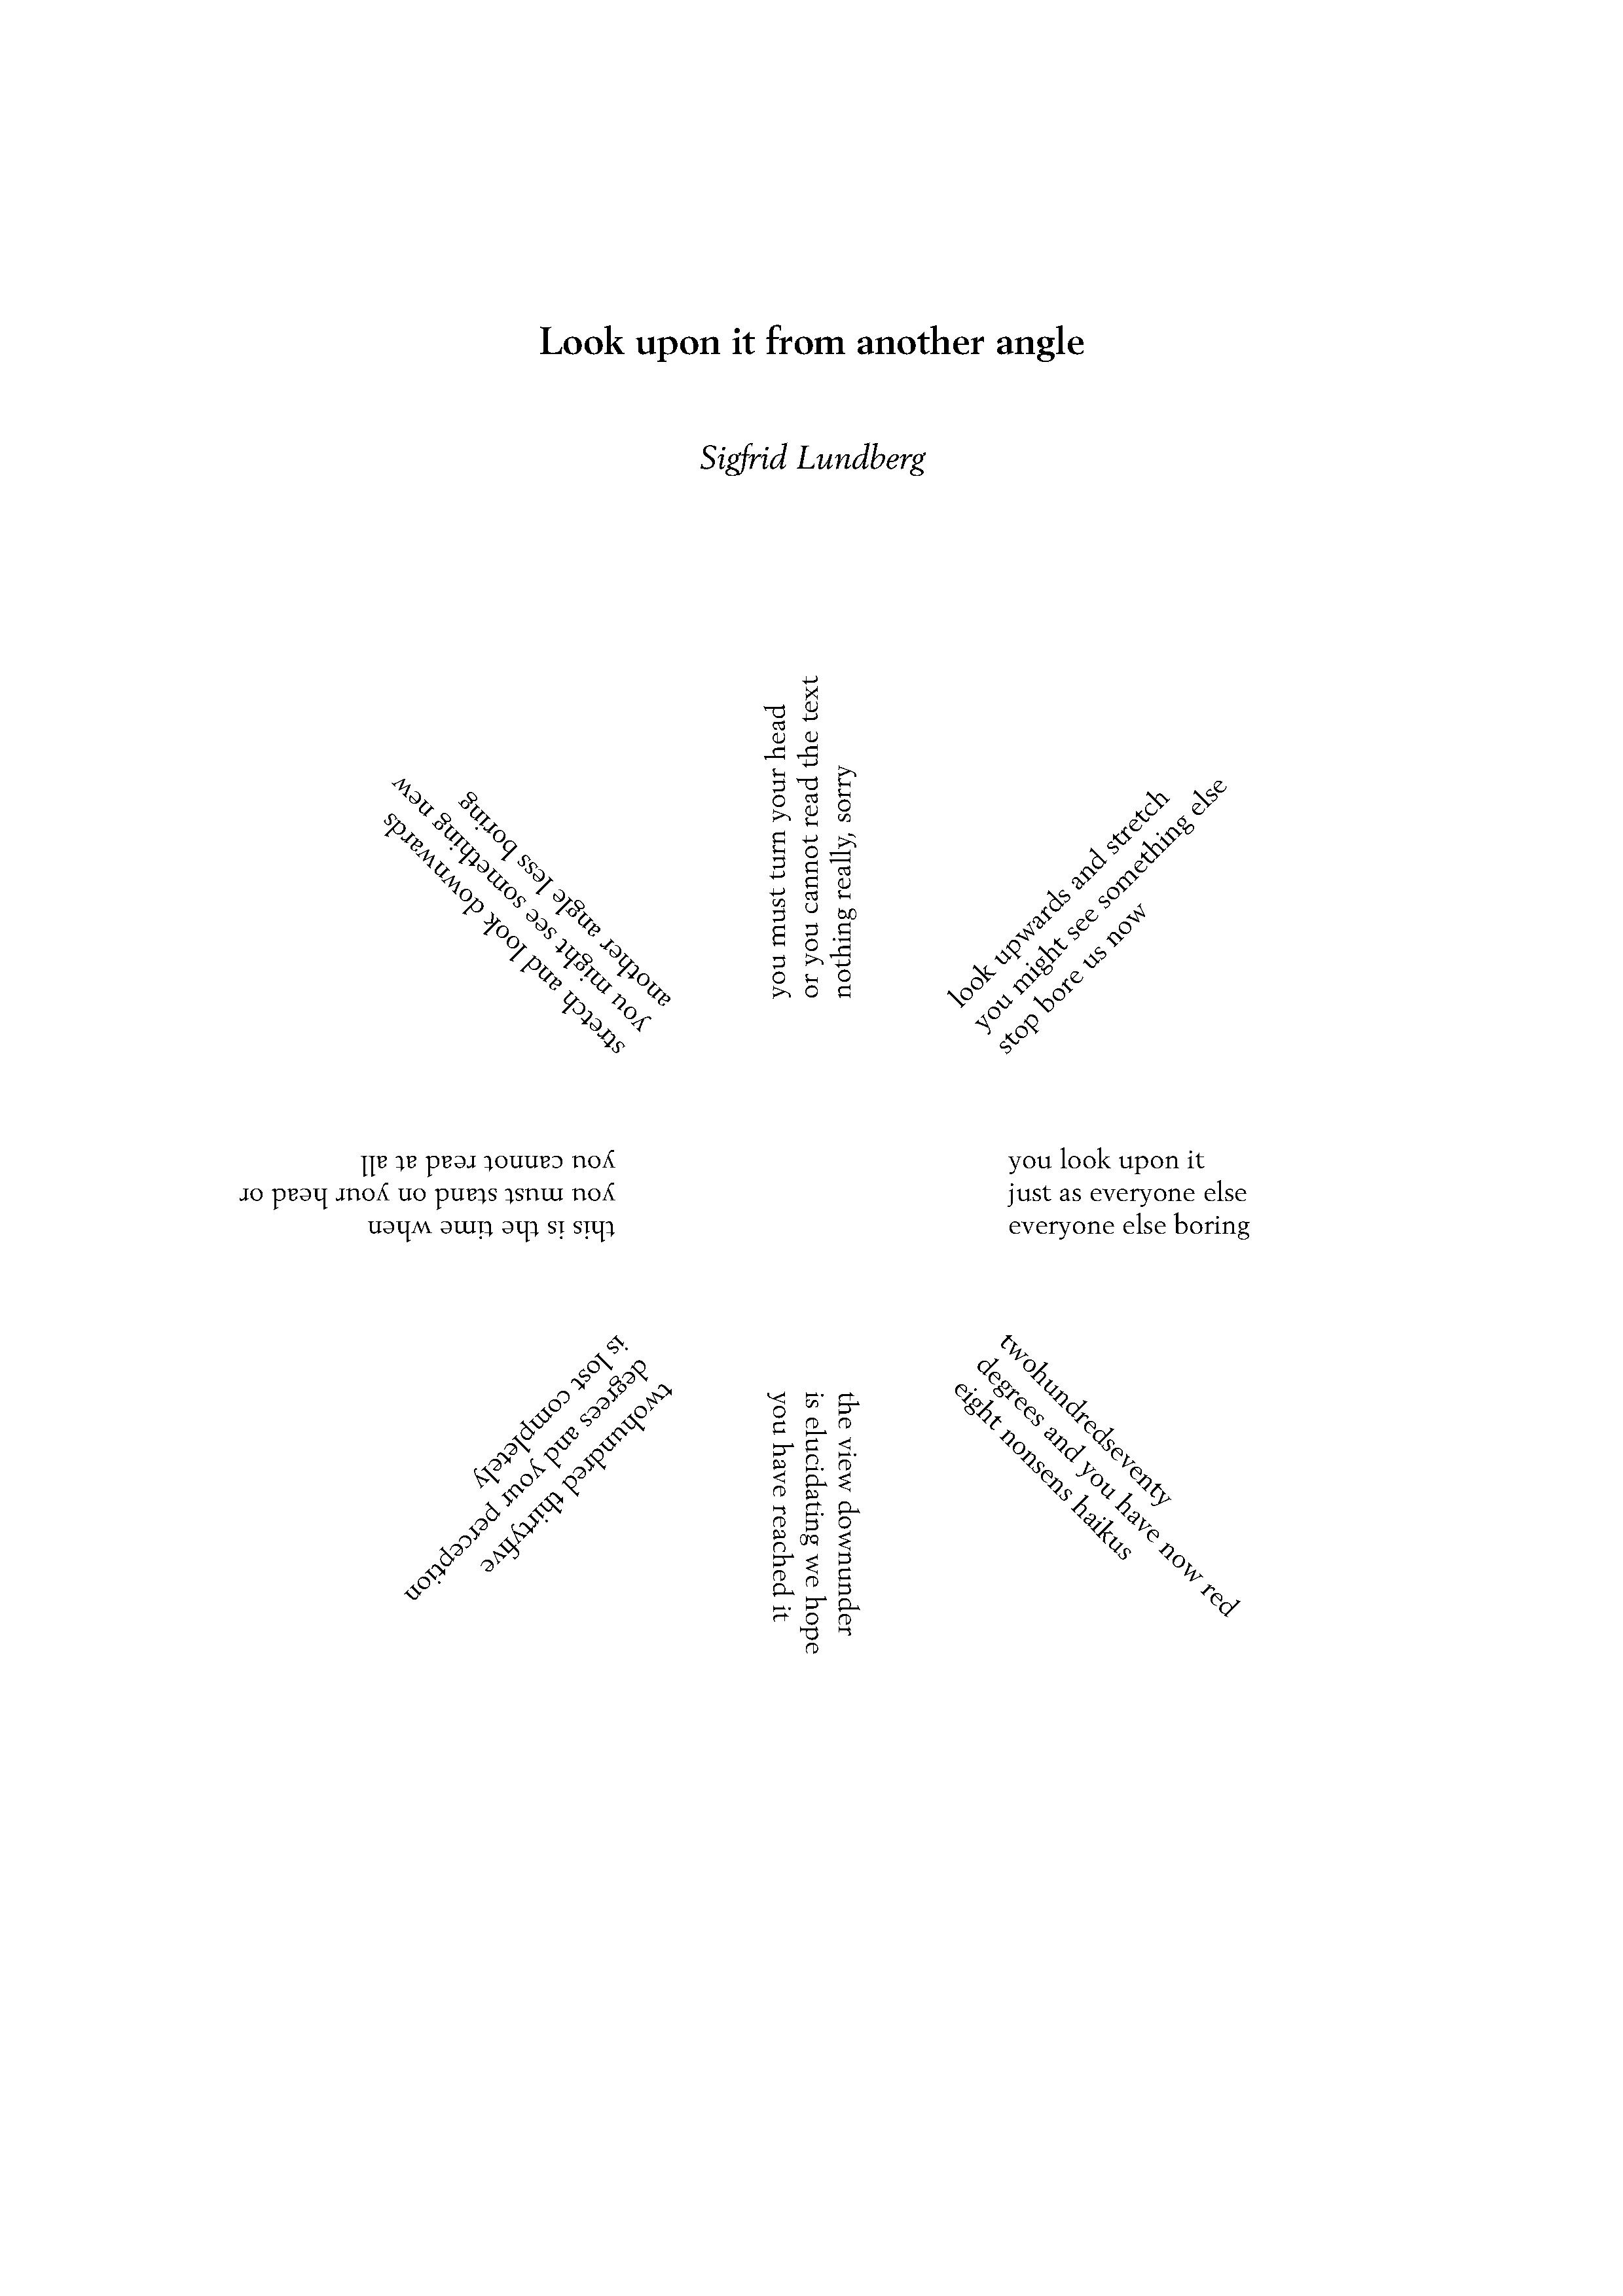 Look upon it from another angle
Sigfrid Lundberg
you look upon it
just as everyone else
everyone else boring
look upwards and stretch
you might see something else
stop bore us now
you must turn your head
or you cannot read the text
nothing really, sorry
stretch and look downwards
you might see something new
another angle less boring
this is the time when
you must stand on your head or
you cannot read at all
twohundred thirtyfive
degrees and your perception
is lost completely
the view downunder
is elucidating we hope
you have reached it
twohundredseventy
degrees and you have now red
eight nonsens haikus